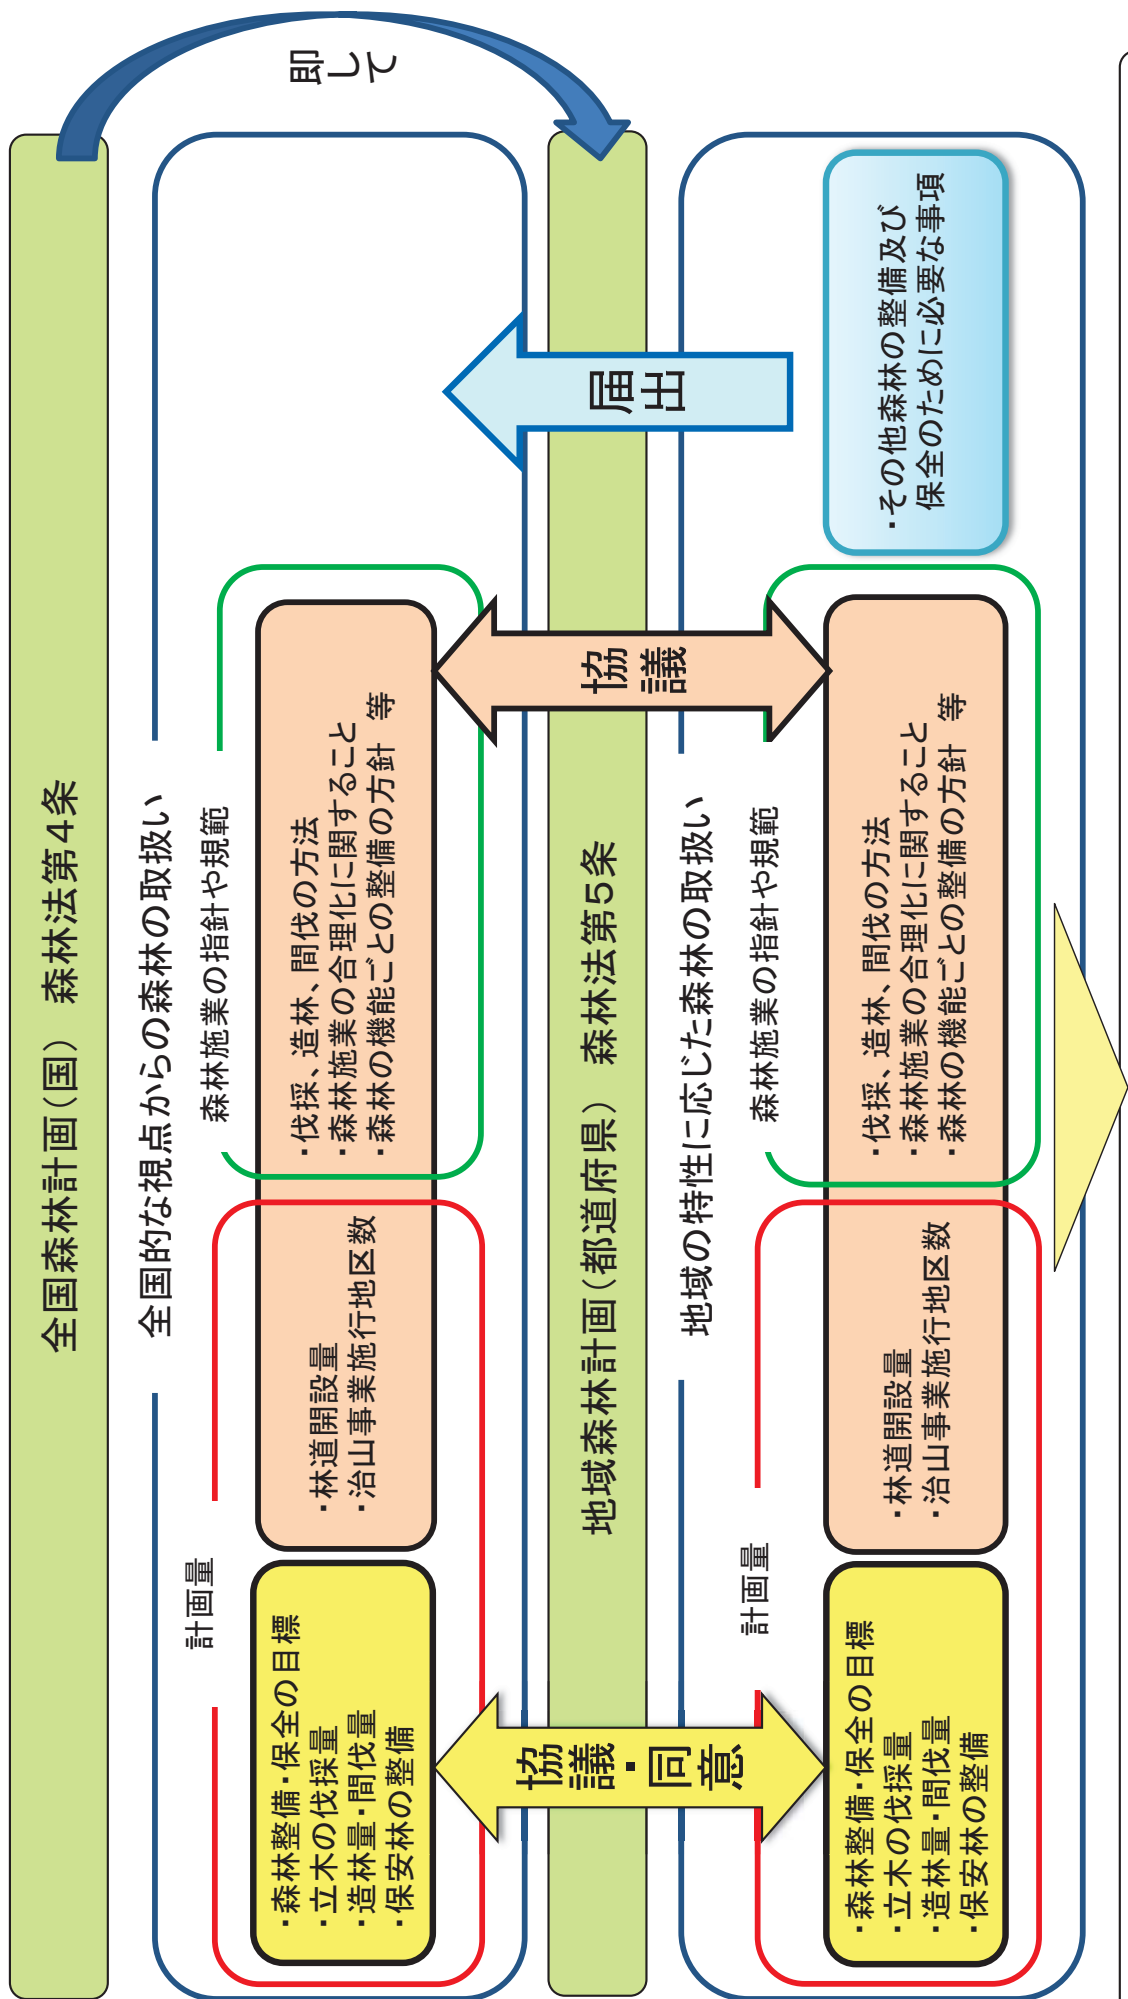 全国森林計画(国)　森林法第4条
即して
全国的な視点からの森林の取扱い
計画量
森林施業の指針や規範
・森林整備・保全の目標
・立木の伐採量
・造林量・間伐量
・保安林の整備
・林道開設量
・治山事業施行地区数
・伐採、造林、間伐の方法
・森林施業の合理化に関すること
・森林の機能ごとの整備の方針　等
協議・同意
協議
届出
地域森林計画(都道府県)　森林法第5条
地域の特性に応じた森林の取扱い
計画量
森林施業の指針や規範
・森林整備・保全の目標
・立木の伐採量
・造林量・間伐量
・保安林の整備
・林道開設量
・治山事業施行地区数
・伐採、造林、間伐の方法
・森林施業の合理化に関すること
・森林の機能ごとの整備の方針　等
・その他森林の整備及び
保全のために必要な事項